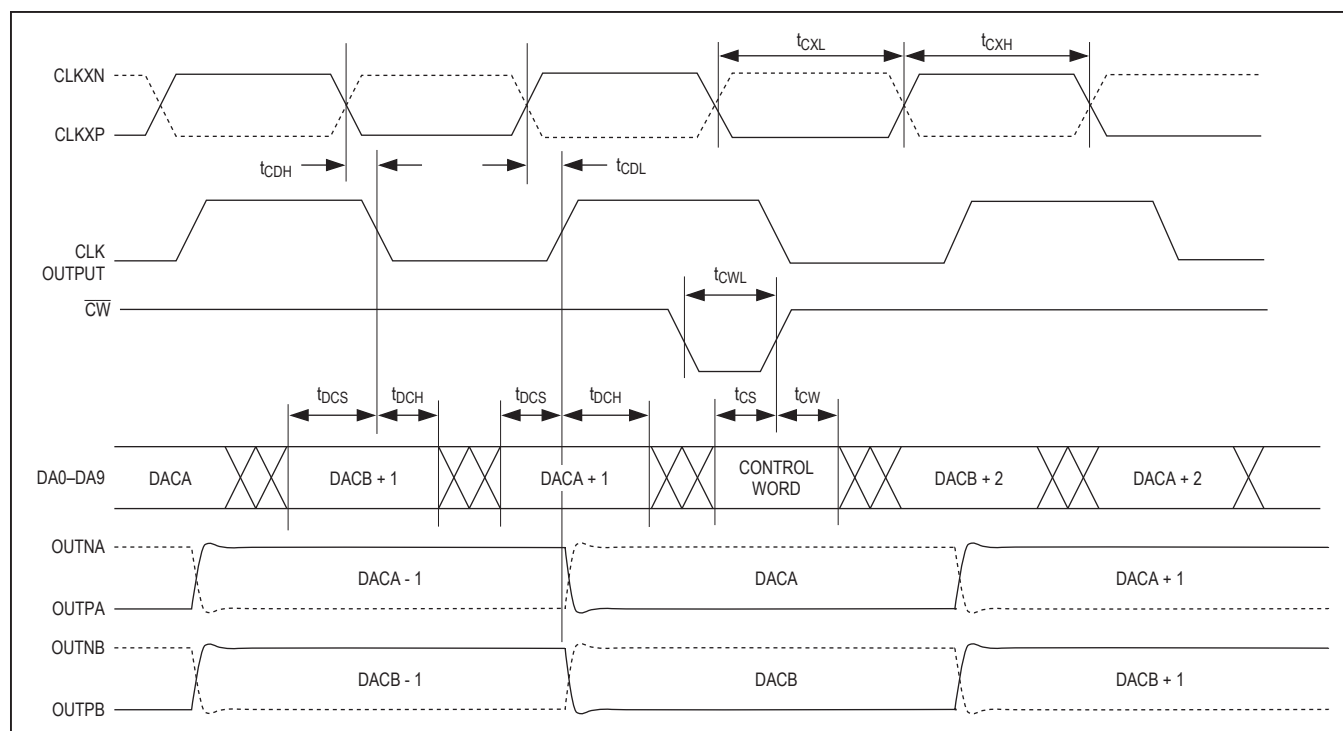 tCXL tCXH
CLKXN
CLKXP
tCDH tCDL
CLK
OUTPUT
tCWL
CW
tDCS tDCH tDCS tDCH tCS tCW
DA0–DA9 DACA DACB + 1 DACA + 1 CONTROL WORD DACB + 2 DACA + 2
OUTNA
DACA - 1 DACA DACA + 1
OUTPA
OUTNB
DACB - 1 DACB DACB + 1
OUTPB